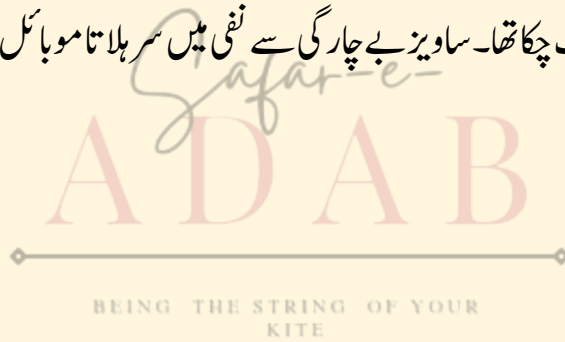 چکا تھا۔ ساویز بے چارگی سے نفی میں سر ہلاتا موبائل
Safar-e-
ADAB
BEING THE STRING OF YOUR
KITE